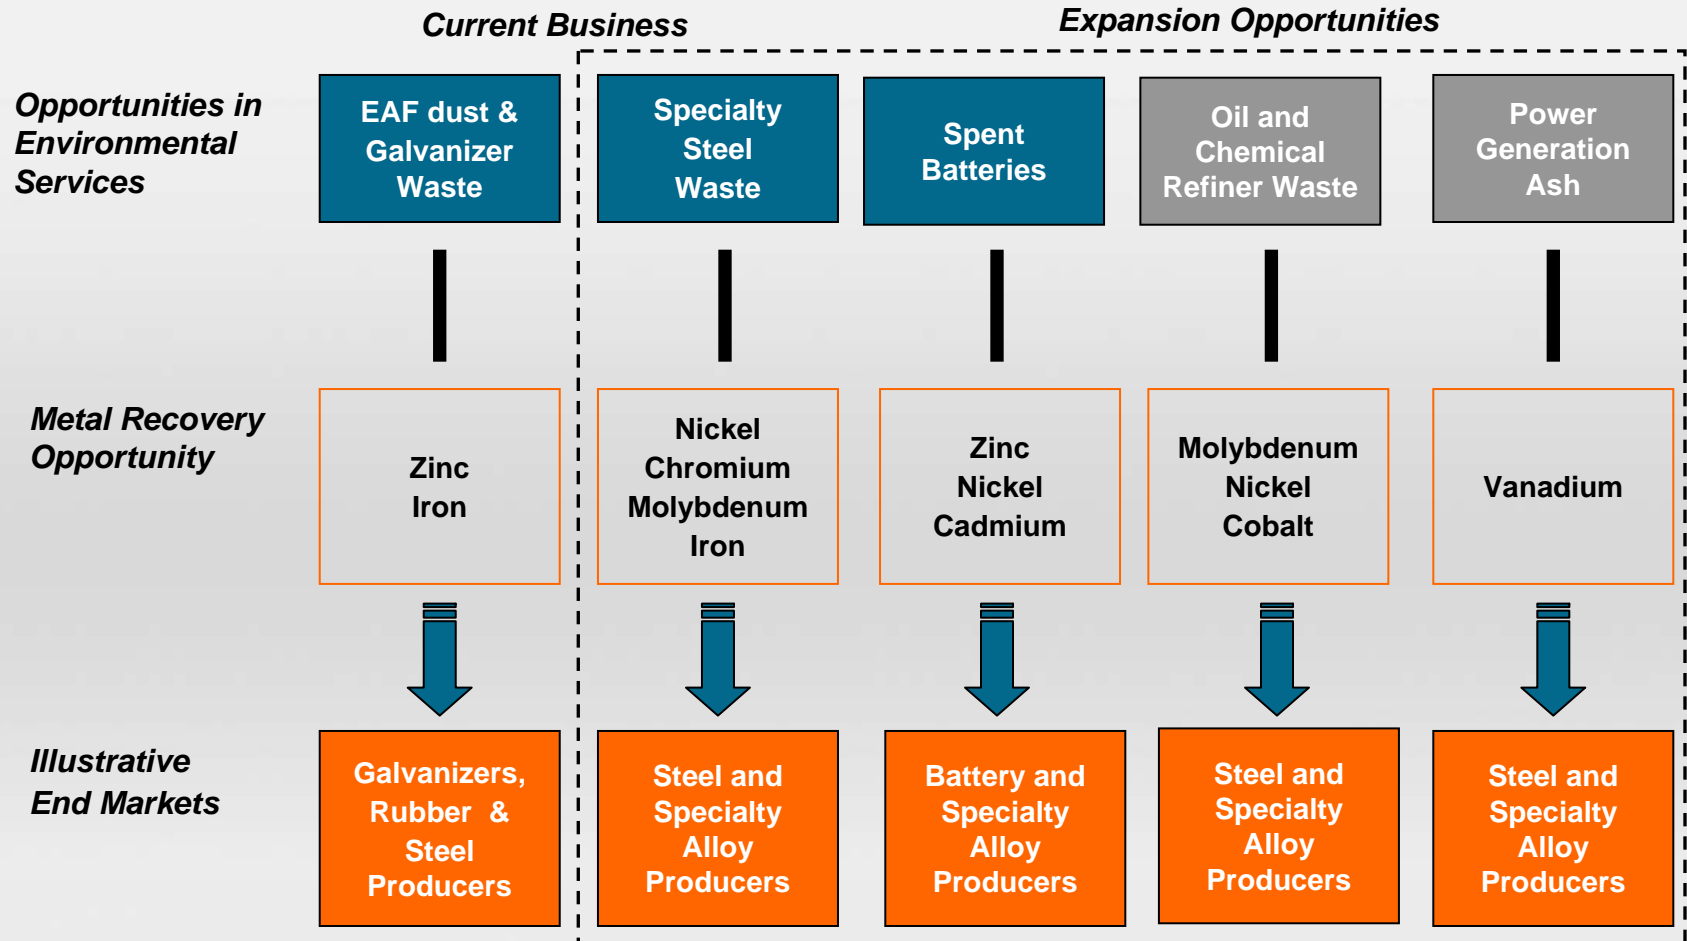 Current Business
Expansion Opportunities
Opportunities in
Environmental
Services
EAF dust &
Galvanizer
Waste
Specialty
Steel
Waste
Spent
Batteries
Oil and
Chemical
Refiner Waste
Power
Generation
Ash
Metal Recovery
Opportunity
Zinc
Iron
Nickel
Chromium
Molybdenum
Iron
Zinc
Nickel
Cadmium
Molybdenum
Nickel
Cobalt
Vanadium
Illustrative
End Markets
Galvanizers,
Rubber &
Steel
Producers
Steel and
Specialty
Alloy
Producers
Battery and
Specialty
Alloy
Producers
Steel and
Specialty
Alloy
Producers
Steel and
Specialty
Alloy
Producers